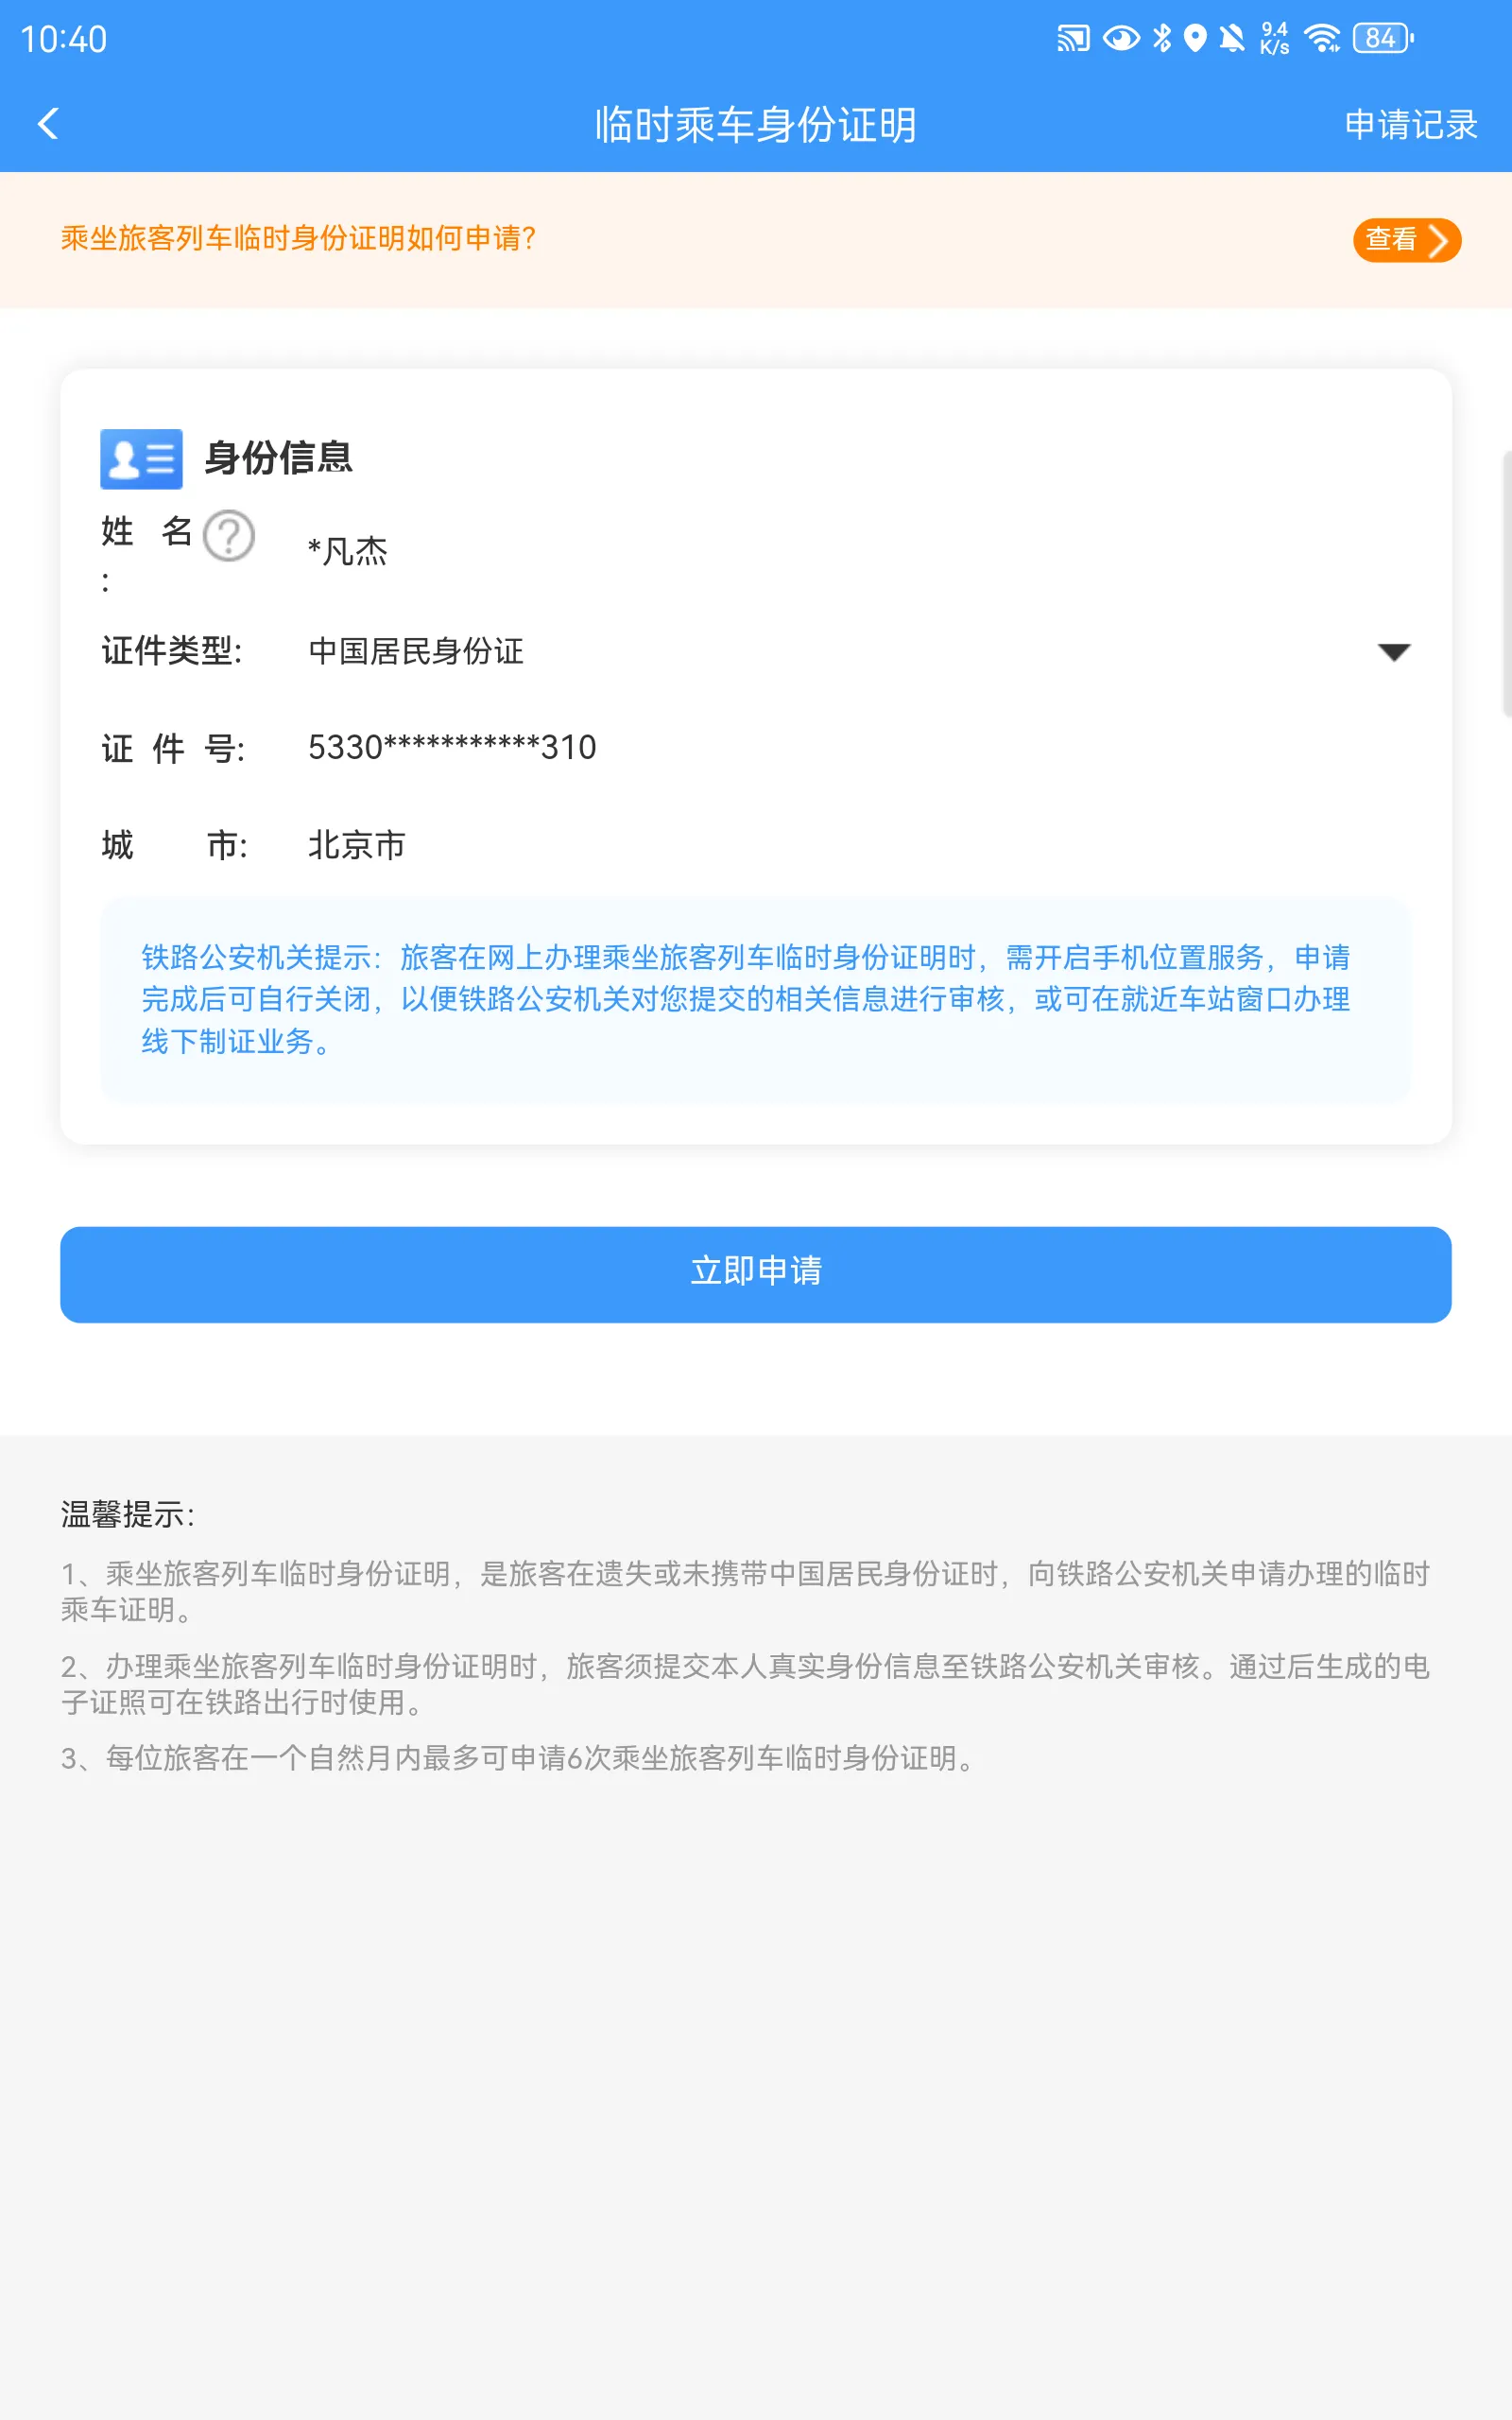 10:40
9.4
K/s
84
临时乘车身份证明
申请记录
乘坐旅客列车临时身份证明如何申请?
查看
身份信息
姓 名
:
*凡杰
证件类型:
中国居民身份证
证 件 号:
5330***********310
城 市:
北京市
铁路公安机关提示：旅客在网上办理乘坐旅客列车临时身份证明时，需开启手机位置服务，申请
完成后可自行关闭，以便铁路公安机关对您提交的相关信息进行审核，或可在就近车站窗口办理
线下制证业务。
立即申请
温馨提示:
1、乘坐旅客列车临时身份证明，是旅客在遗失或未携带中国居民身份证时，向铁路公安机关申请办理的临时
乘车证明。
2、办理乘坐旅客列车临时身份证明时，旅客须提交本人真实身份信息至铁路公安机关审核。通过后生成的电
子证照可在铁路出行时使用。
3、每位旅客在一个自然月内最多可申请6次乘坐旅客列车临时身份证明。